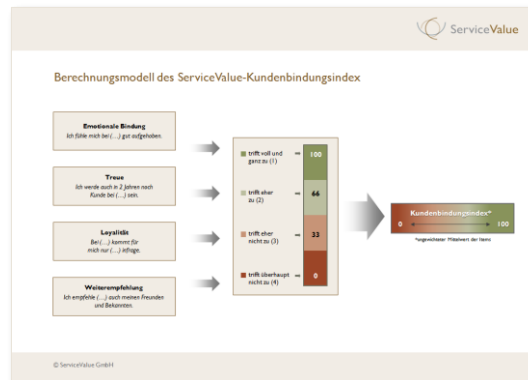 ServiceValue
Berechnungsmodell des ServiceValue-Kundenbindungsindex
Emotionale Bindung
Ich fühle mich bei (...) gut aufgehoben.
Treue
Ich werde auch in 2 Jahren noch
Kunde bei (...) sein.
Loyalität
Bei (...) kommt für
mich nur (...) infrage.
Weiterempfehlung
Ich empfehle (...) auch meinen Freunden
und Bekannten.
trifft voll und
ganz zu (1)
100
trifft eher
zu (2)
66
trifft eher
nicht zu (3)
33
trifft überhaupt
nicht zu (4)
0
Kundenbindungsindex*
0 100
*ungewichteter Mittelwert der Items
© ServiceValue GmbH